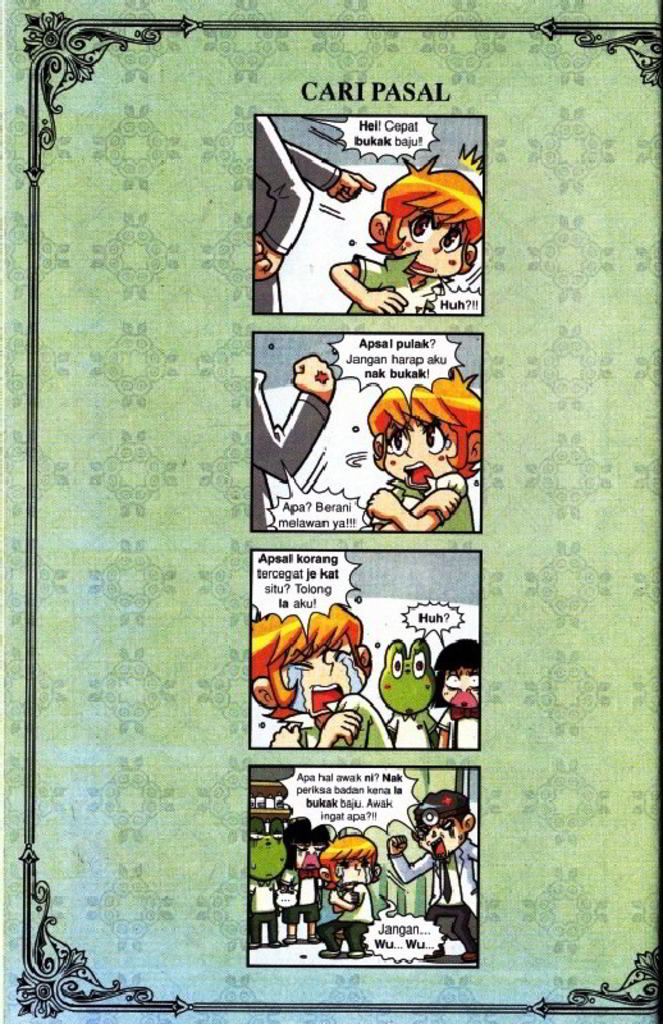 CARI PASAL
Hei! Cepat
bukak baju!!
Huh?!!
Apsal pulak?
Jangan harap aku
nak bukak!
Apa? Berani
melawan ya!!!
Apsal korang
tercegat je kat
situ? Tolong
la aku!
Huh?
Apa hal awak ni? Nak
periksa badan kena la
bukak baju. Awak
ingat apa?!!
...
Jangan....
Wu... Wu...